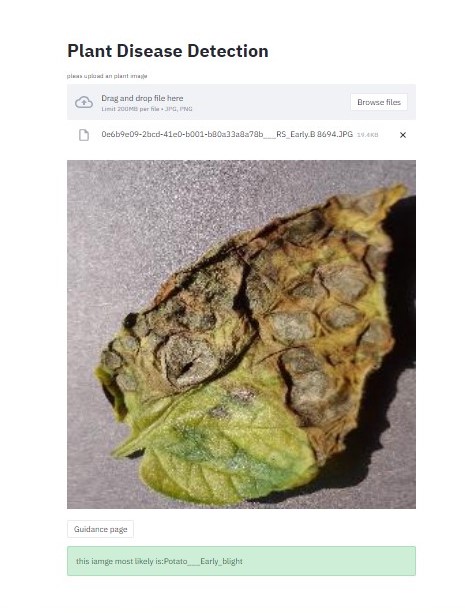 Plant Disease Detection
pleas upload an plant image
Drag and drop file here
Limit 200MB per file • JPG, PNG
Browse files
0e6b9e09-2bcd-41e0-b001-b80a33a8a78b___RS_Early.B 8694.JPG 19.4KB
Guidance page
this iamge most likely is:Potato___Early_blight